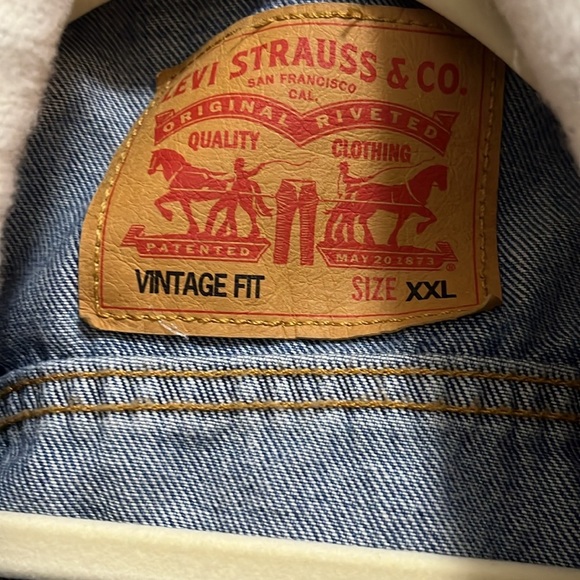 LEVI STRAUSS & CO.
SAN FRANCISCO
CAL.
ORIGINAL RIVETED
QUALITY CLOTHING
PATENTED MAY 20 1873 ®
VINTAGE FIT SIZE XXL